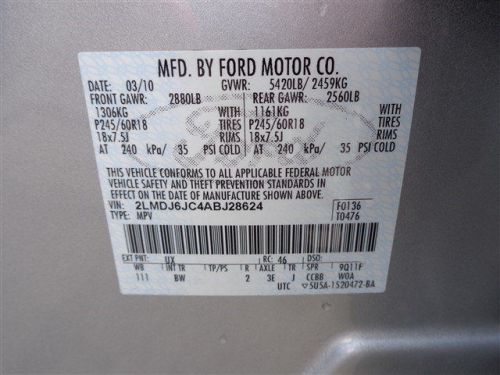 MFD. BY FORD MOTOR CO.
DATE: 03/10 GVWR: 5420LB/ 2459KG
FRONT GAWR: 2880LB REAR GAWR: 2560LB
1306KG WITH 1161KG WITH
P245/60R18 TIRES P245/60R18 TIRES
18x7.5J RIMS 18x7.5J RIMS
AT 240 kPa/ 35 PSI COLD AT 240 kPa/ 35 PSI COLD
THIS VEHICLE CONFORMS TO ALL APPLICABLE FEDERAL MOTOR
VEHICLE SAFETY AND THEFT PREVENTION STANDARDS IN
EFFECT ON THE DATE OF MANUFACTURE SHOWN ABOVE.
VIN: 2LMDJ6JC4ABJ28624 F0136
TYPE: MPV T0476
EXT PNT: UX RC: 46 DSO:
WB INT TR TP/PS R AXLE TR SPR 9Q11F
111 BW 2 3E J CCBB WOA
UTC 5U5A-1520472-BA
Ford